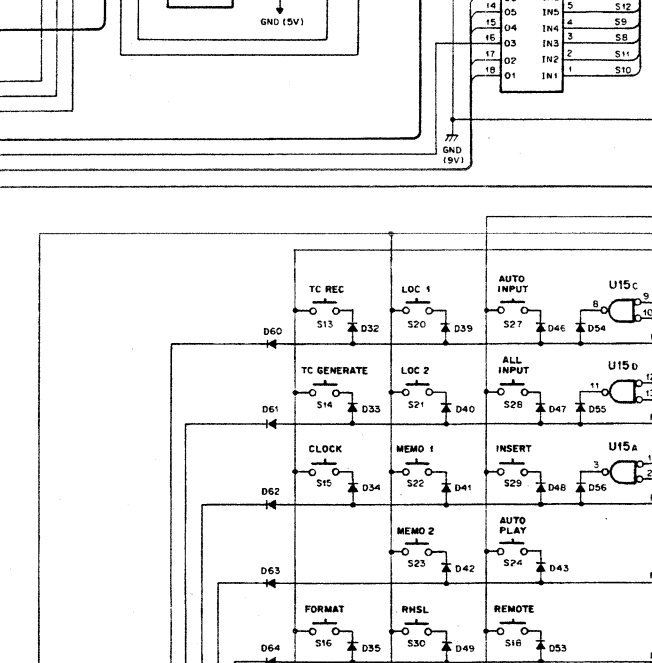 14 O5 IN5 5 S12
GND (5V)
15 O4 IN4 4 S9
16 O3 IN3 3 S8
17 O2 IN2 2 S11
18 O1 IN1 1 S10
GND
(9V)
TC REC LOC 1 AUTO INPUT U15C
8 9
10
S13 D32 S20 D39 S27 D46 D54
D60
TC GENERATE LOC 2 ALL INPUT U15D
11
S14 D33 S21 D40 S28 D47 D55
D61
CLOCK MEMO 1 INSERT U15A
3 1
2
S15 D34 S22 D41 S29 D48 D56
D62
MEMO 2 AUTO PLAY
S23 D42 S24 D43
D63
FORMAT RHSL REMOTE
S16 D35 S30 D49 S18 D53
D64